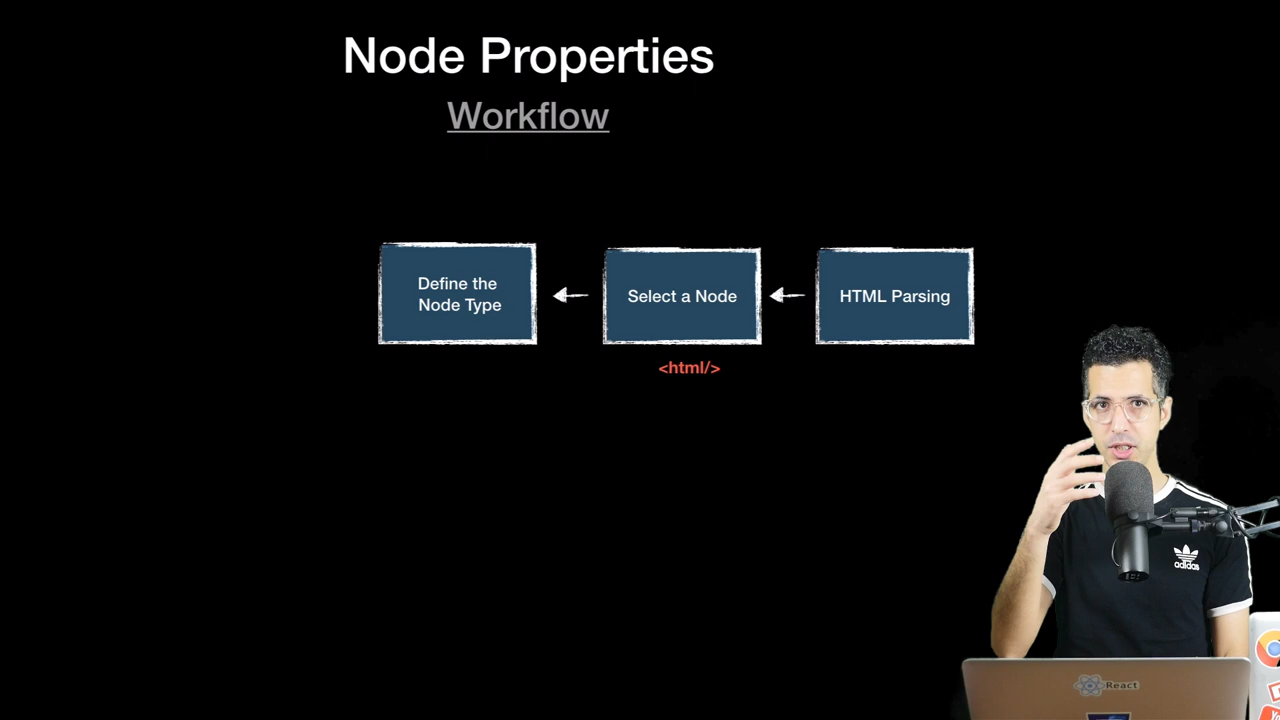 Node Properties
Workflow
Define the
Node Type
Select a Node
HTML Parsing
<html/>
adidas
React